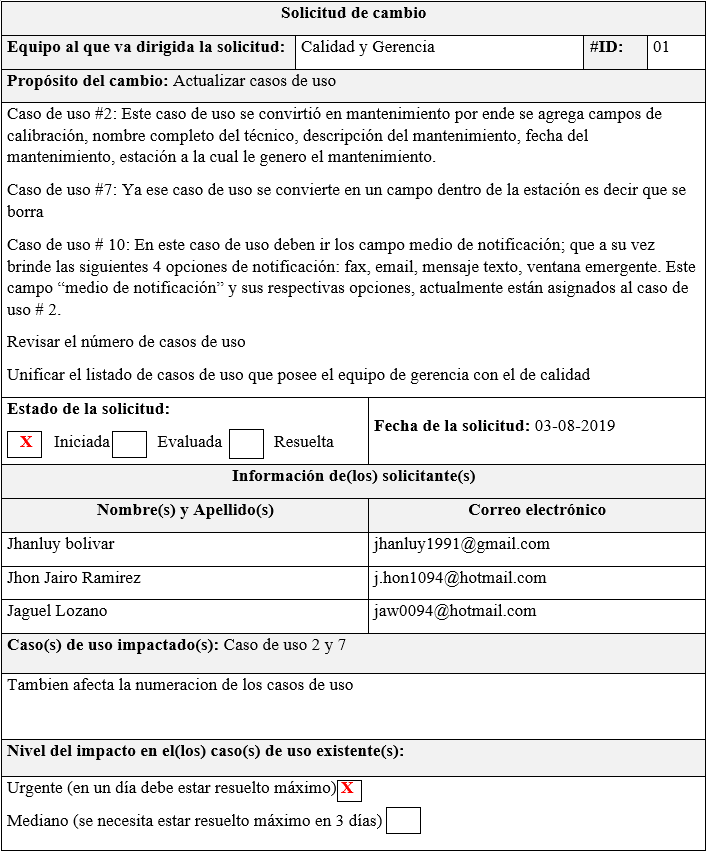 Solicitud de cambio
Equipo al que va dirigida la solicitud: Calidad y Gerencia #ID: 01
Propósito del cambio: Actualizar casos de uso
Caso de uso #2: Este caso de uso se convirtió en mantenimiento por ende se agrega campos de
calibración, nombre completo del técnico, descripción del mantenimiento, fecha del
mantenimiento, estación a la cual le genero el mantenimiento.
Caso de uso #7: Ya ese caso de uso se convierte en un campo dentro de la estación es decir que se
borra
Caso de uso # 10: En este caso de uso deben ir los campo medio de notificación; que a su vez
brinde las siguientes 4 opciones de notificación: fax, email, mensaje texto, ventana emergente. Este
campo “medio de notificación” y sus respectivas opciones, actualmente están asignados al caso de
uso # 2.
Revisar el número de casos de uso
Unificar el listado de casos de uso que posee el equipo de gerencia con el de calidad
Estado de la solicitud:
X Iniciada Evaluada Resuelta
Fecha de la solicitud: 03-08-2019
Información de(los) solicitante(s)
Nombre(s) y Apellido(s) Correo electrónico
Jhanluy bolivar jhanluy1991@gmail.com
Jhon Jairo Ramirez j.hon1094@hotmail.com
Jaguel Lozano jaw0094@hotmail.com
Caso(s) de uso impactado(s): Caso de uso 2 y 7
Tambien afecta la numeracion de los casos de uso
Nivel del impacto en el(los) caso(s) de uso existente(s):
Urgente (en un día debe estar resuelto máximo) X
Mediano (se necesita estar resuelto máximo en 3 días)